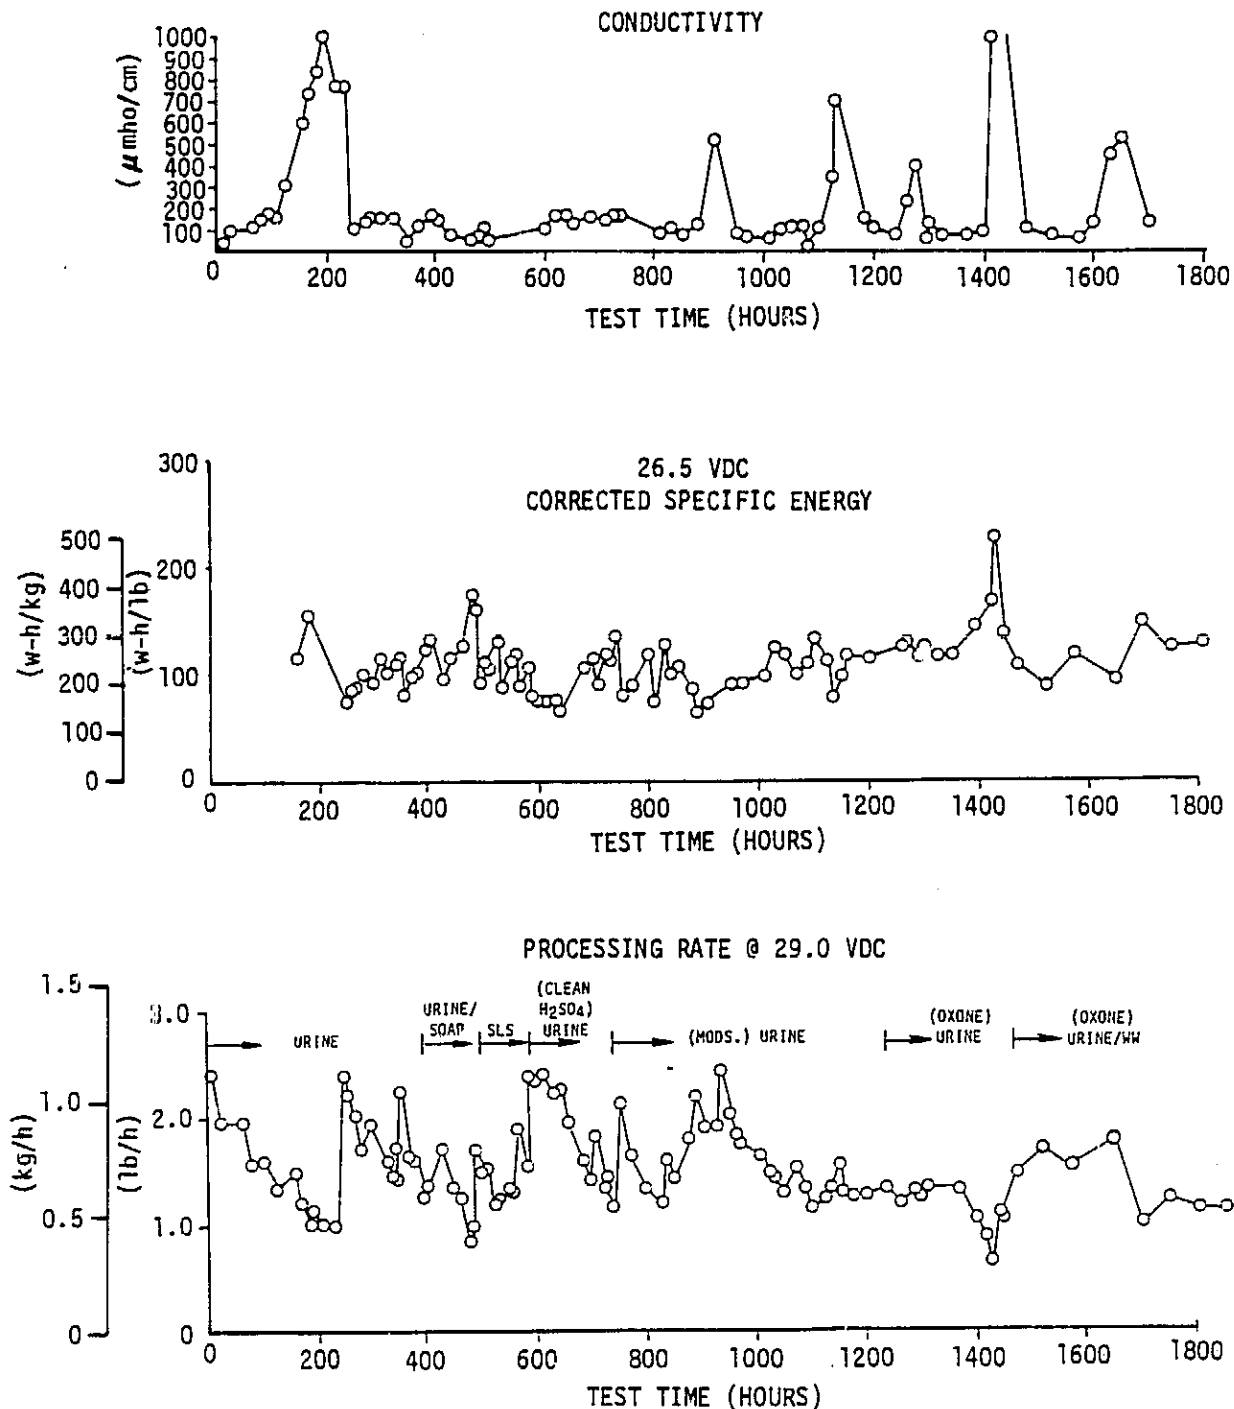 CONDUCTIVITY
(μmho/cm)
1000
900
800
700
600
500
400
300
200
100
0 200 400 600 800 1000 1200 1400 1600 1800
TEST TIME (HOURS)
26.5 VDC
CORRECTED SPECIFIC ENERGY
(w-h/kg)
500
400
300
200
100
0
(w-h/lb)
300
200
100
0
0 200 400 600 800 1000 1200 1400 1600 1800
TEST TIME (HOURS)
PROCESSING RATE @ 29.0 VDC
(kg/h)
1.5
1.0
0.5
0
(lb/h)
3.0
2.0
1.0
0
URINE
URINE/
SOAP
SLS
(CLEAN
H₂SO₄)
URINE
(MODS.) URINE
(OXONE)
URINE
(OXONE)
URINE/WW
0 200 400 600 800 1000 1200 1400 1600 1800
TEST TIME (HOURS)